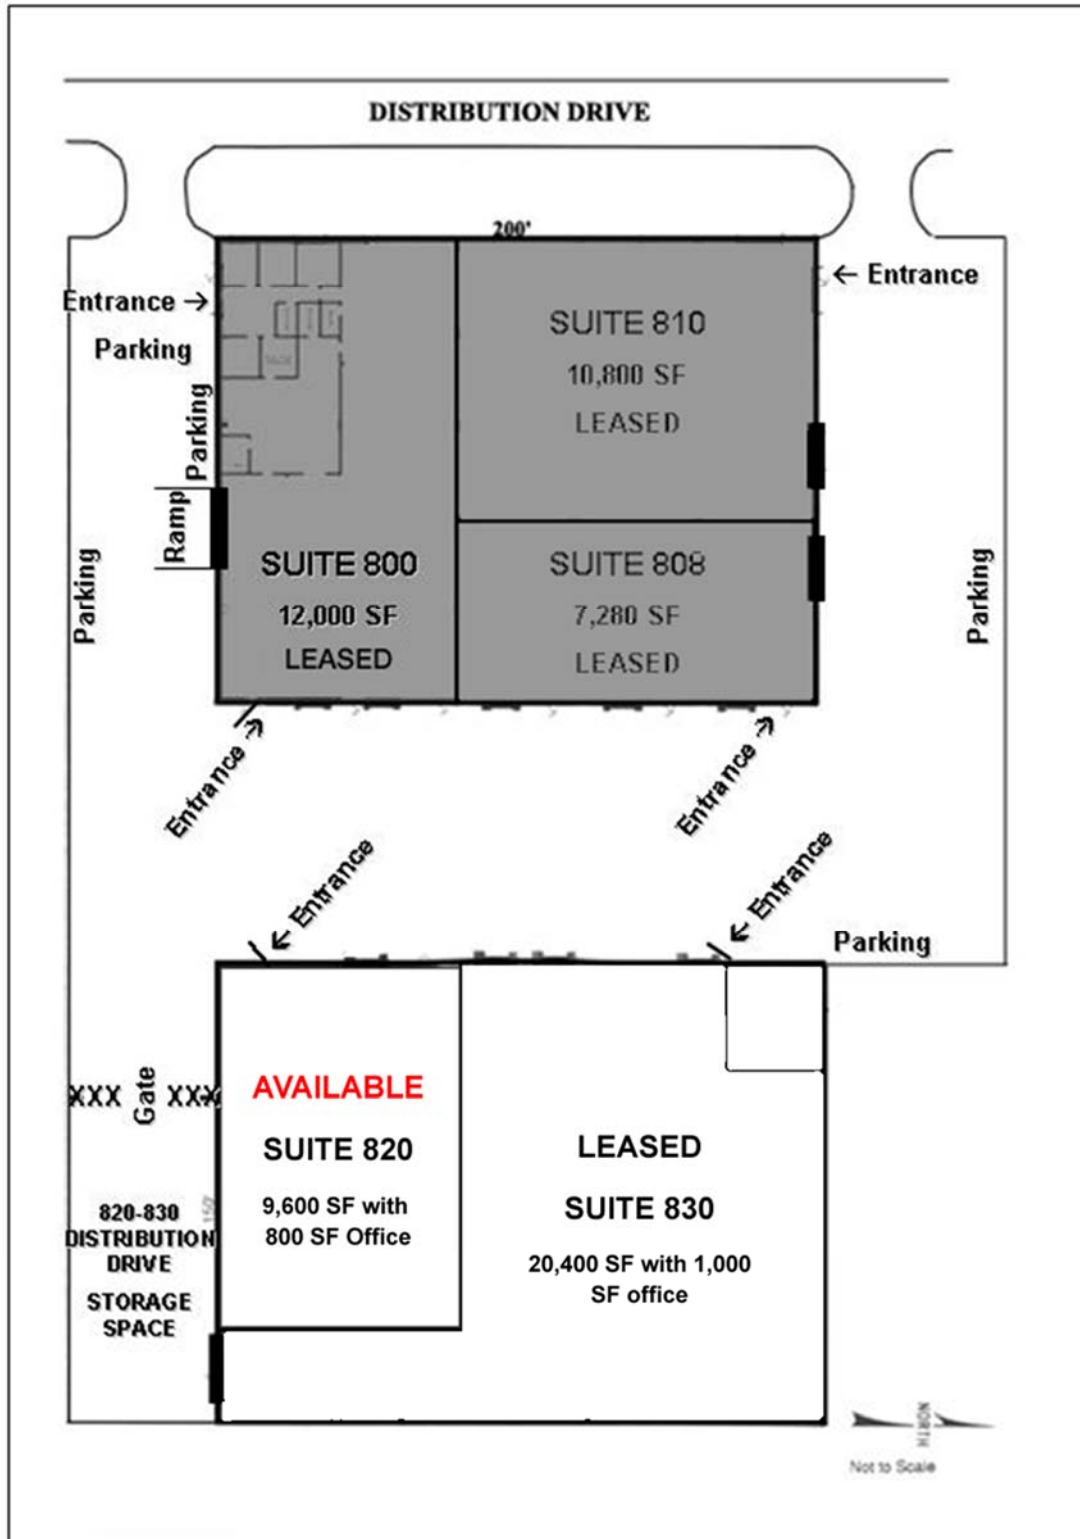 DISTRIBUTION DRIVE
200'
← Entrance
Entrance →
Parking
Parking
Ramp
Parking
SUITE 810
10,800 SF
LEASED
SUITE 800
12,000 SF
LEASED
SUITE 808
7,280 SF
LEASED
Parking
Entrance →
Entrance →
← Entrance
← Entrance
Parking
XXX Gate XXX
AVAILABLE
SUITE 820
9,600 SF with
800 SF Office
LEASED
SUITE 830
20,400 SF with 1,000
SF office
150'
820-830
DISTRIBUTION
DRIVE
STORAGE
SPACE
NORTH
Not to Scale